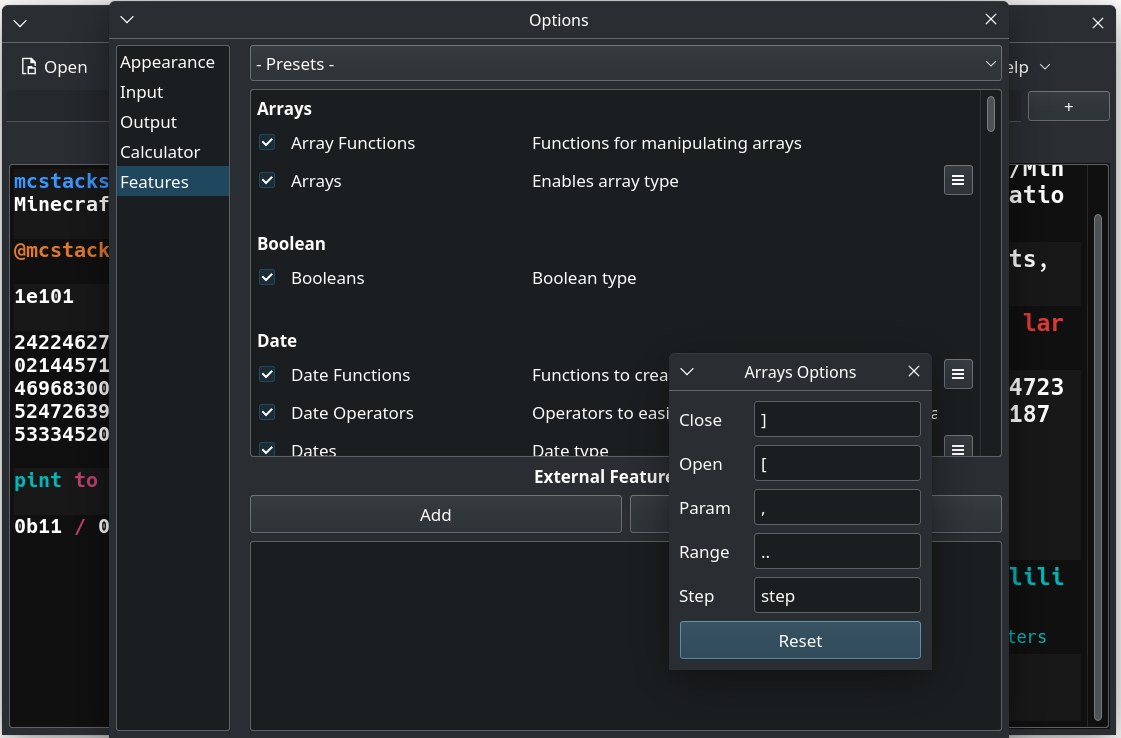 Options
Open
elp
+
Appearance
Input
Output
Calculator
Features
- Presets -
Arrays
Array Functions Functions for manipulating arrays
Arrays Enables array type
Boolean
Booleans Boolean type
Date
Date Functions Functions to crea
Date Operators Operators to easi
Dates Date type
External Feature
Add
Arrays Options
Close ]
Open [
Param ,
Range ..
Step step
Reset
mcstacks
Minecraf
@mcstack
1e101
24224627
02144571
46968300
52472639
53334520
pint to
0b11 / 0
/Min
atio
ts,
lar
4723
187
lili
ters